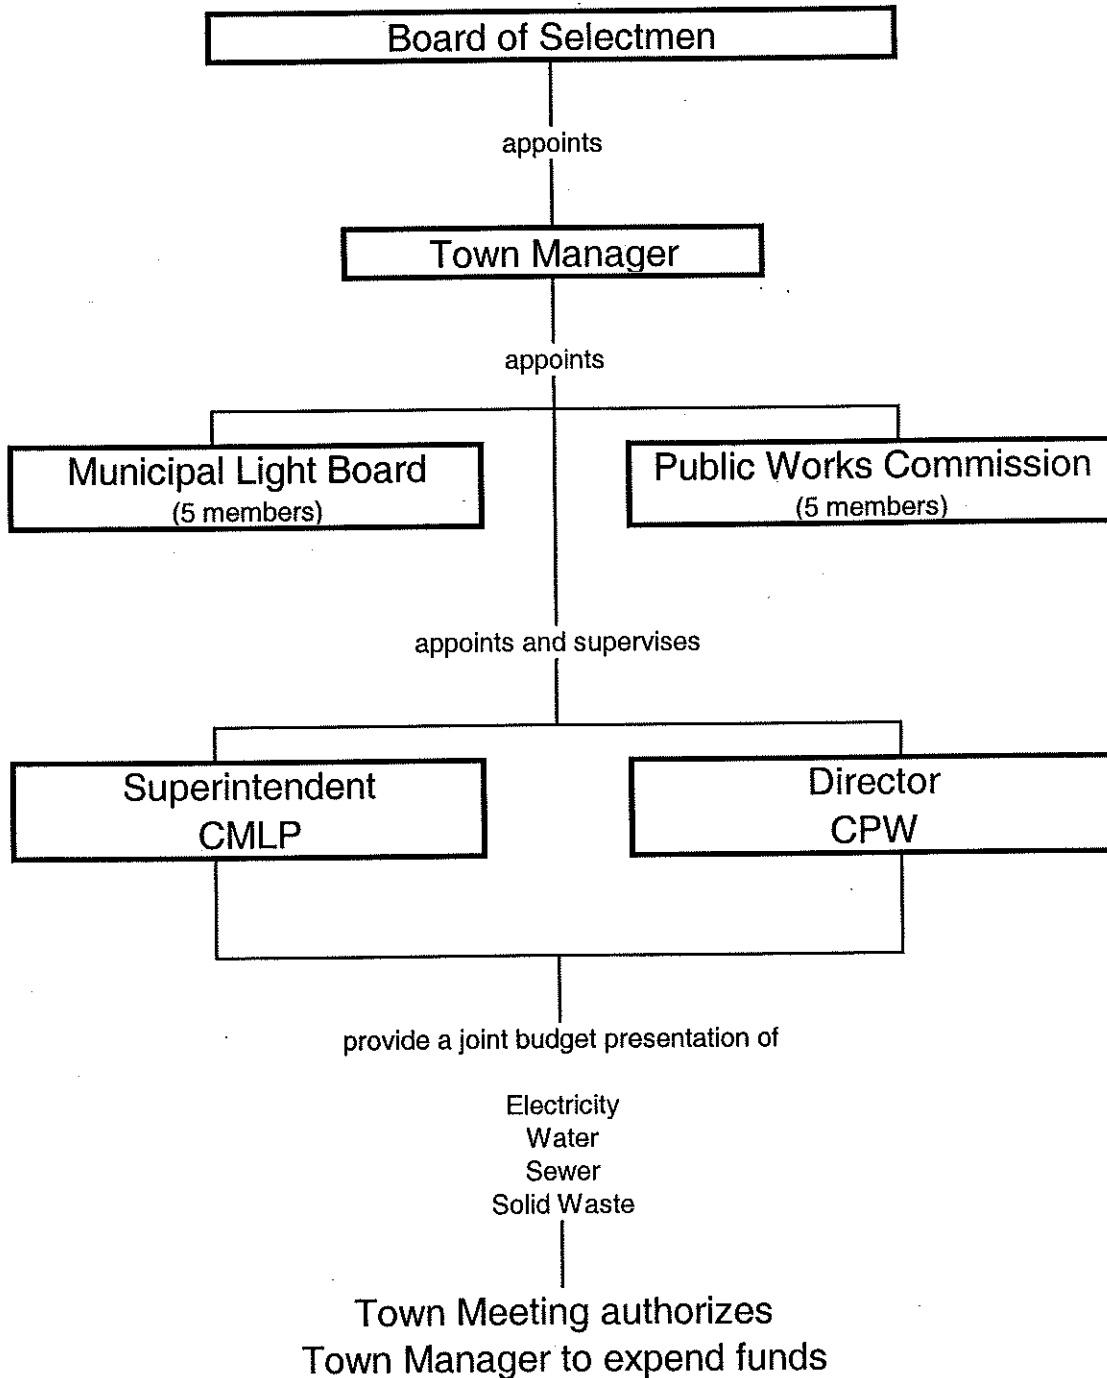 Board of Selectmen
appoints
Town Manager
appoints
Municipal Light Board
(5 members)
Public Works Commission
(5 members)
appoints and supervises
Superintendent
CMLP
Director
CPW
provide a joint budget presentation of
Electricity
Water
Sewer
Solid Waste
Town Meeting authorizes
Town Manager to expend funds